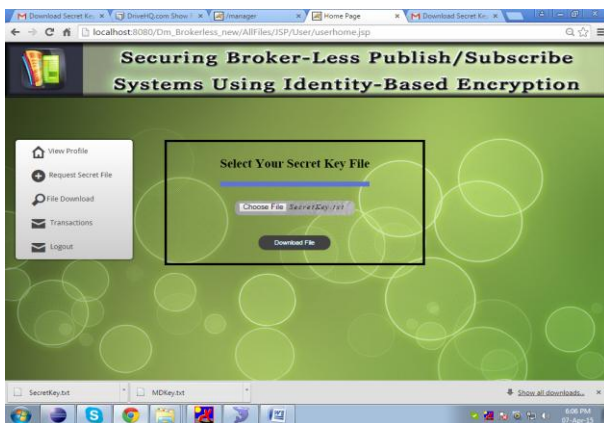 Download Secret Ke
DriveHQ.com Show
/manager
Home Page
Download Secret Ke
localhost:8080/Dm_Brokerless_new/AllFiles/JSP/User/userhome.jsp
Securing Broker-Less Publish/Subscribe
Systems Using Identity-Based Encryption
View Profile
Request Secret File
File Download
Transactions
Logout
Select Your Secret Key File
Choose File SecretKey.txt
Download File
SecretKey.txt
MDKey.txt
Show all downloads...
6:06 PM
07-Apr-15